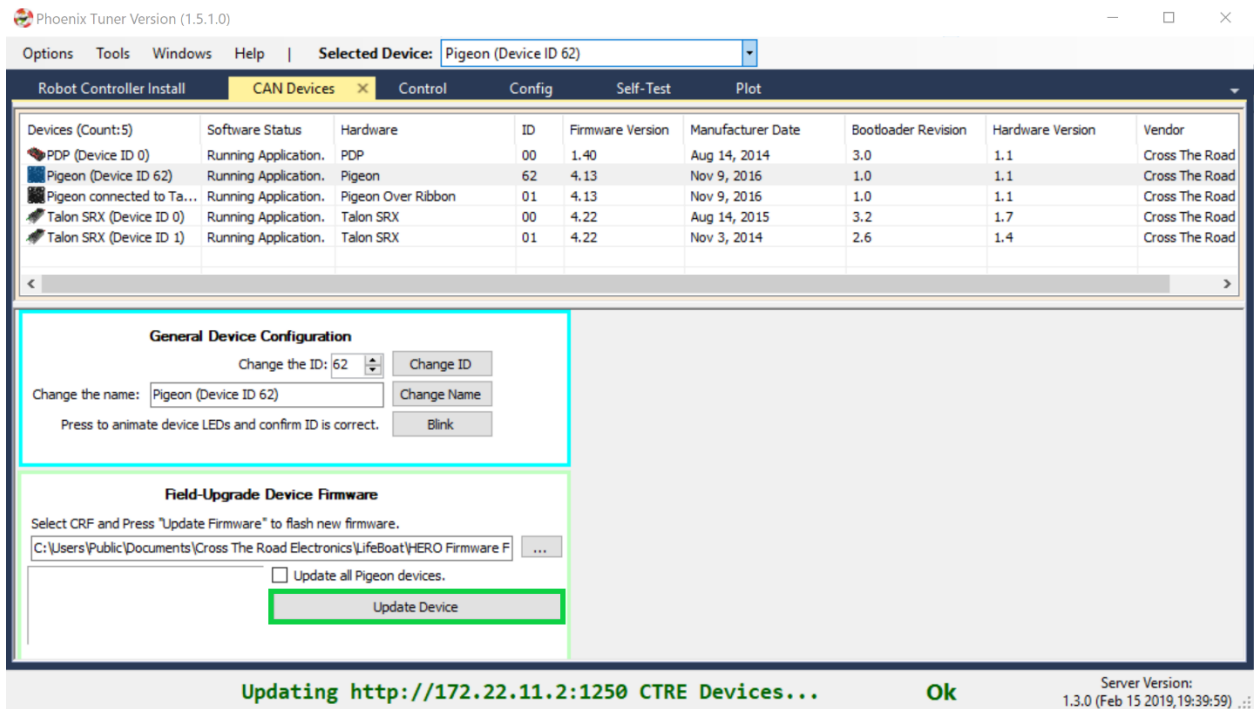 Phoenix Tuner Version (1.5.1.0)
Options Tools Windows Help | Selected Device: Pigeon (Device ID 62)
Robot Controller Install CAN Devices × Control Config Self-Test Plot
Devices (Count:5) Software Status Hardware ID Firmware Version Manufacturer Date Bootloader Revision Hardware Version Vendor
PDP (Device ID 0) Running Application. PDP 00 1.40 Aug 14, 2014 3.0 1.1 Cross The Road
Pigeon (Device ID 62) Running Application. Pigeon 62 4.13 Nov 9, 2016 1.0 1.1 Cross The Road
Pigeon connected to Ta... Running Application. Pigeon Over Ribbon 01 4.13 Nov 9, 2016 1.0 1.1 Cross The Road
Talon SRX (Device ID 0) Running Application. Talon SRX 00 4.22 Aug 14, 2015 3.2 1.7 Cross The Road
Talon SRX (Device ID 1) Running Application. Talon SRX 01 4.22 Nov 3, 2014 2.6 1.4 Cross The Road
General Device Configuration
Change the ID: 62 Change ID
Change the name: Pigeon (Device ID 62) Change Name
Press to animate device LEDs and confirm ID is correct. Blink
Field-Upgrade Device Firmware
Select CRF and Press "Update Firmware" to flash new firmware.
C:\Users\Public\Documents\Cross The Road Electronics\LifeBoat\HERO Firmware F ...
Update all Pigeon devices.
Update Device
Updating http://172.22.11.2:1250 CTRE Devices... Ok
Server Version:
1.3.0 (Feb 15 2019,19:39:59)